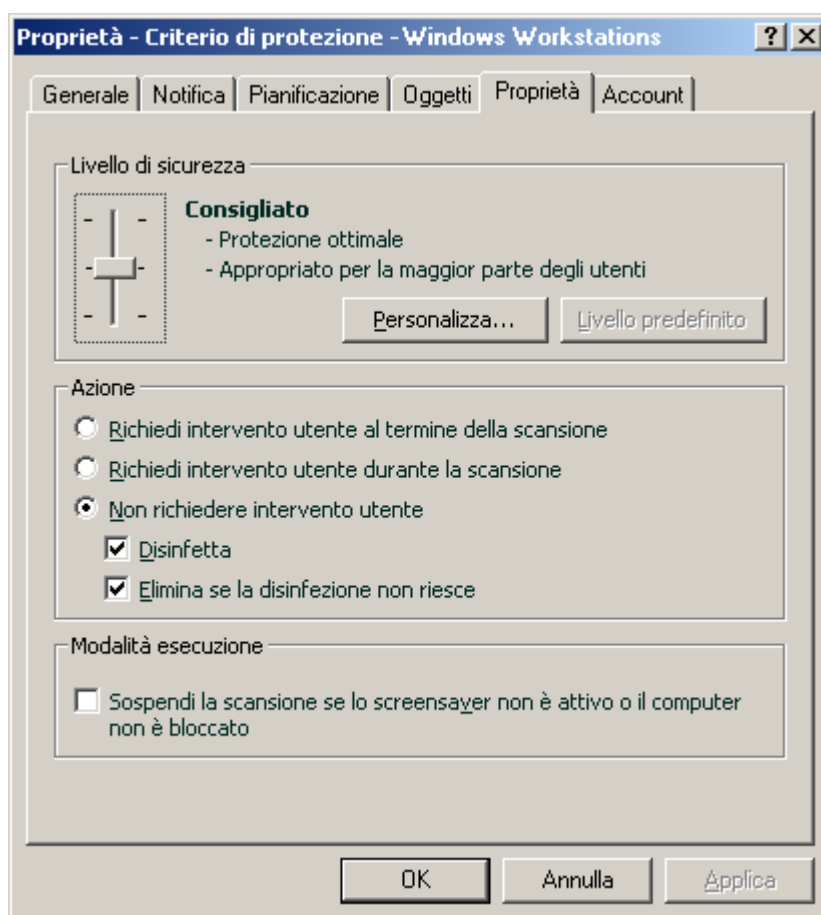 Proprietà - Criterio di protezione - Windows Workstations
Generale
Notifica
Pianificazione
Oggetti
Proprietà
Account
Livello di sicurezza
Consigliato
- Protezione ottimale
- Appropriato per la maggior parte degli utenti
Personalizza...
Livello predefinito
Azione
Richiedi intervento utente al termine della scansione
Richiedi intervento utente durante la scansione
Non richiedere intervento utente
Disinfetta
Elimina se la disinfezione non riesce
Modalità esecuzione
Sospendi la scansione se lo screensaver non è attivo o il computer
non è bloccato
OK
Annulla
Applica